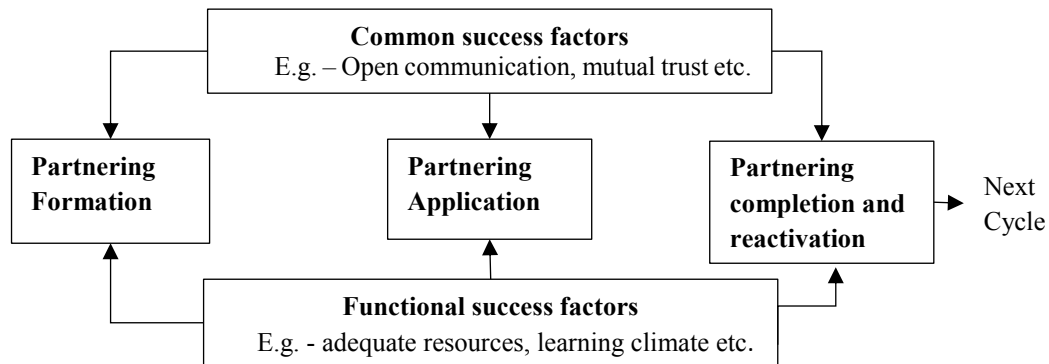 Common success factors
E.g. – Open communication, mutual trust etc.
Partnering
Formation
Partnering
Application
Partnering
completion and
reactivation
Next
Cycle
Functional success factors
E.g. - adequate resources, learning climate etc.